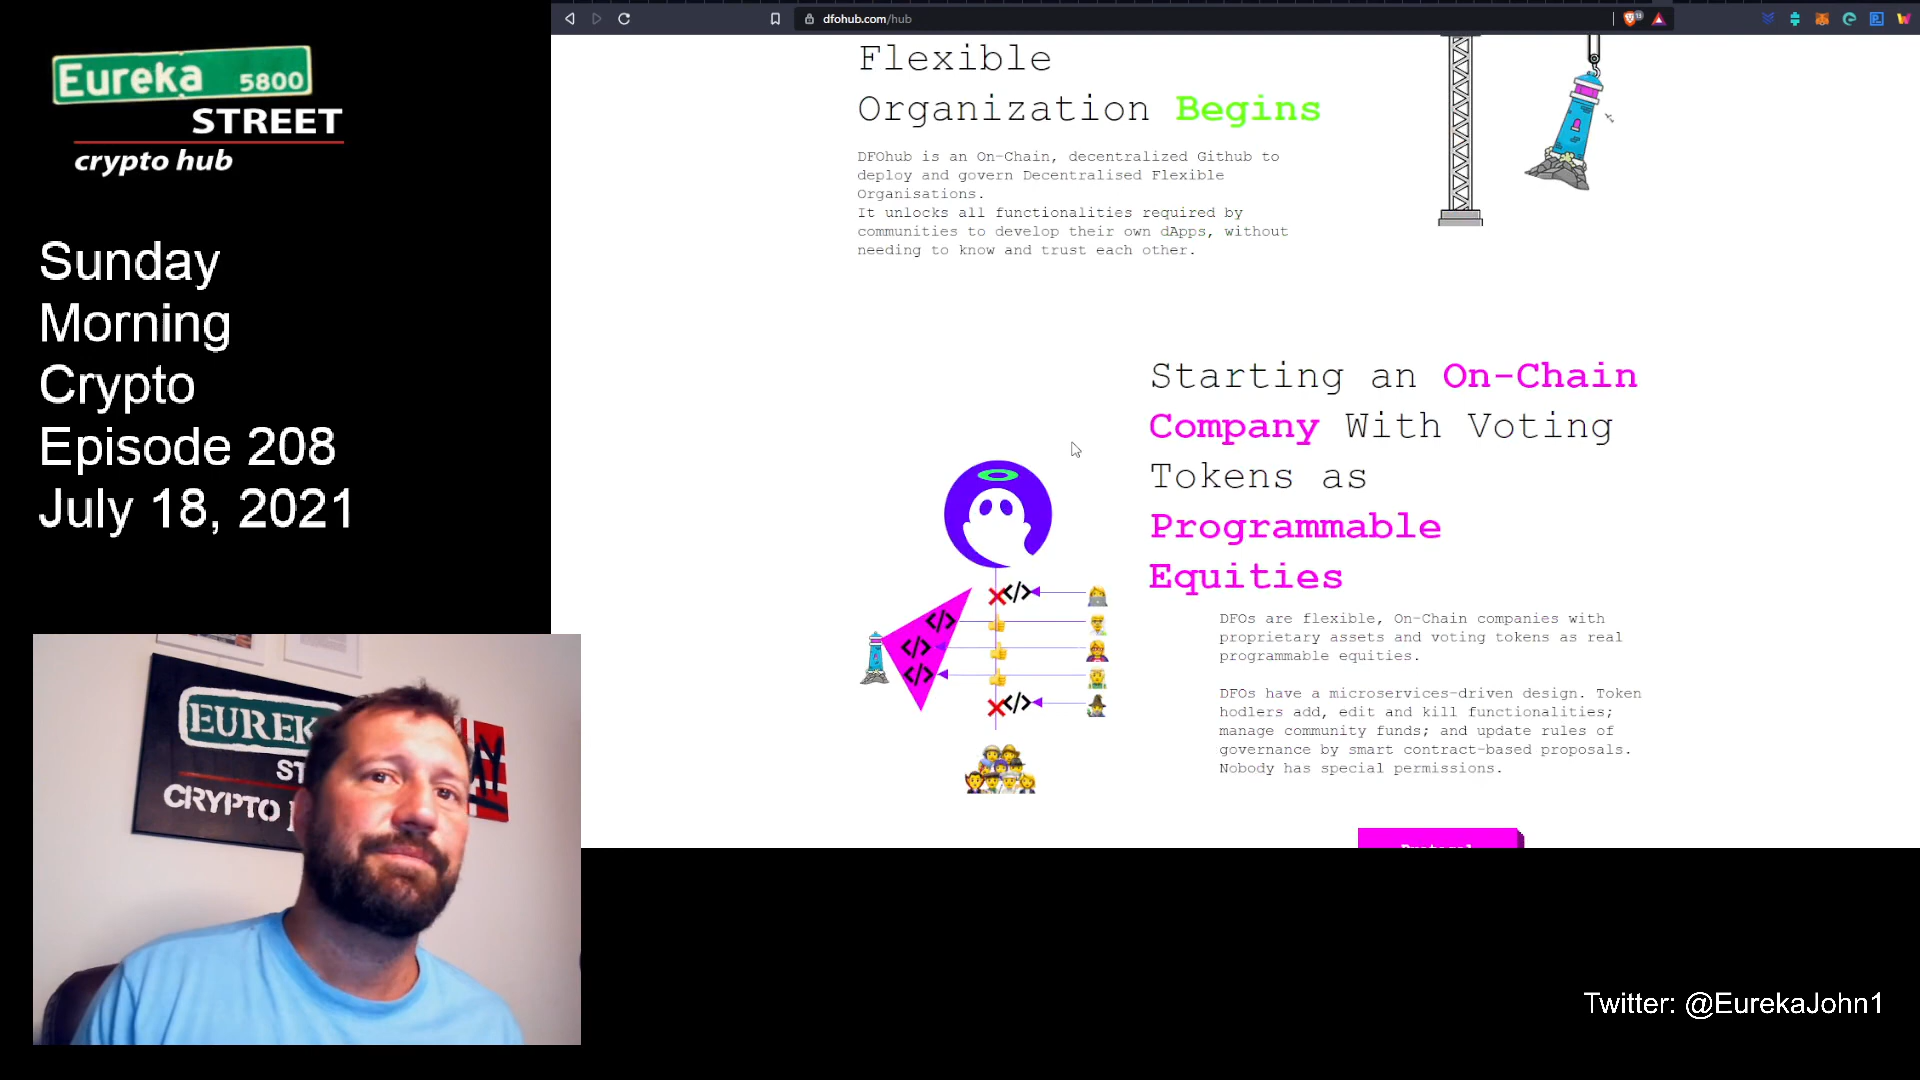 Eureka 5800
STREET
crypto hub
Sunday
Morning
Crypto
Episode 208
July 18, 2021
dfohub.com/hub
Flexible
Organization Begins
DFOhub is an On-Chain, decentralized Github to
deploy and govern Decentralised Flexible
Organisations.
It unlocks all functionalities required by
communities to develop their own dApps, without
needing to know and trust each other.
Starting an On-Chain
Company With Voting
Tokens as
Programmable
Equities
DFOs are flexible, On-Chain companies with
proprietary assets and voting tokens as real
programmable equities.
DFOs have a microservices-driven design. Token
hodlers add, edit and kill functionalities;
manage community funds; and update rules of
governance by smart contract-based proposals.
Nobody has special permissions.
</>
</>
</>
</>
</>
EUREK
ST
CRYPTO
Twitter: @EurekaJohn1